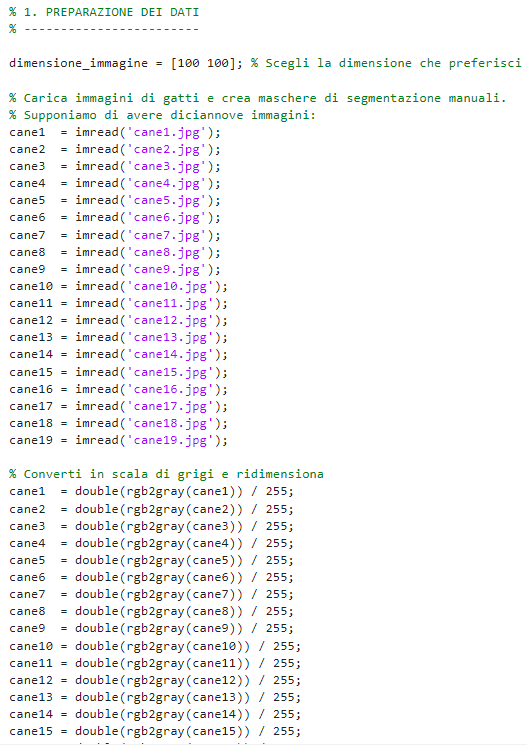 % 1. PREPARAZIONE DEI DATI
% ------------------------
dimensione_immagine = [100 100]; % Scegli la dimensione che preferisci
% Carica immagini di gatti e crea maschere di segmentazione manuali.
% Supponiamo di avere diciannove immagini:
cane1  = imread('cane1.jpg');
cane2  = imread('cane2.jpg');
cane3  = imread('cane3.jpg');
cane4  = imread('cane4.jpg');
cane5  = imread('cane5.jpg');
cane6  = imread('cane6.jpg');
cane7  = imread('cane7.jpg');
cane8  = imread('cane8.jpg');
cane9  = imread('cane9.jpg');
cane10 = imread('cane10.jpg');
cane11 = imread('cane11.jpg');
cane12 = imread('cane12.jpg');
cane13 = imread('cane13.jpg');
cane14 = imread('cane14.jpg');
cane15 = imread('cane15.jpg');
cane16 = imread('cane16.jpg');
cane17 = imread('cane17.jpg');
cane18 = imread('cane18.jpg');
cane19 = imread('cane19.jpg');
% Converti in scala di grigi e ridimensiona
cane1  = double(rgb2gray(cane1)) / 255;
cane2  = double(rgb2gray(cane2)) / 255;
cane3  = double(rgb2gray(cane3)) / 255;
cane4  = double(rgb2gray(cane4)) / 255;
cane5  = double(rgb2gray(cane5)) / 255;
cane6  = double(rgb2gray(cane6)) / 255;
cane7  = double(rgb2gray(cane7)) / 255;
cane8  = double(rgb2gray(cane8)) / 255;
cane9  = double(rgb2gray(cane9)) / 255;
cane10 = double(rgb2gray(cane10)) / 255;
cane11 = double(rgb2gray(cane11)) / 255;
cane12 = double(rgb2gray(cane12)) / 255;
cane13 = double(rgb2gray(cane13)) / 255;
cane14 = double(rgb2gray(cane14)) / 255;
cane15 = double(rgb2gray(cane15)) / 255;